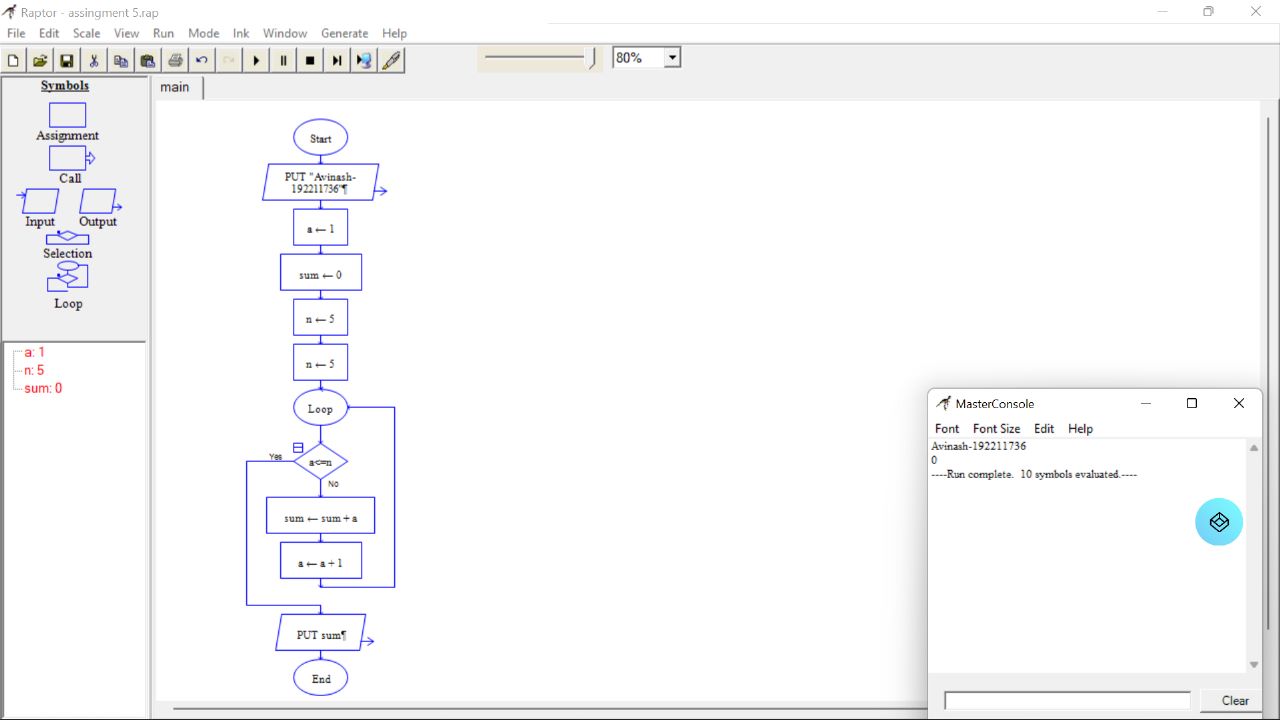 Raptor - assingment 5.rap
File Edit Scale View Run Mode Ink Window Generate Help
80%
Symbols
main
Assignment
Call
Input Output
Selection
Loop
a: 1
n: 5
sum: 0
Start
PUT "Avinash-
192211736"¶
a ← 1
sum ← 0
n ← 5
n ← 5
Loop
Yes
a<=n
No
sum ← sum + a
a ← a + 1
PUT sum¶
End
MasterConsole
Font Font Size Edit Help
Avinash-192211736
0
----Run complete. 10 symbols evaluated.----
Clear